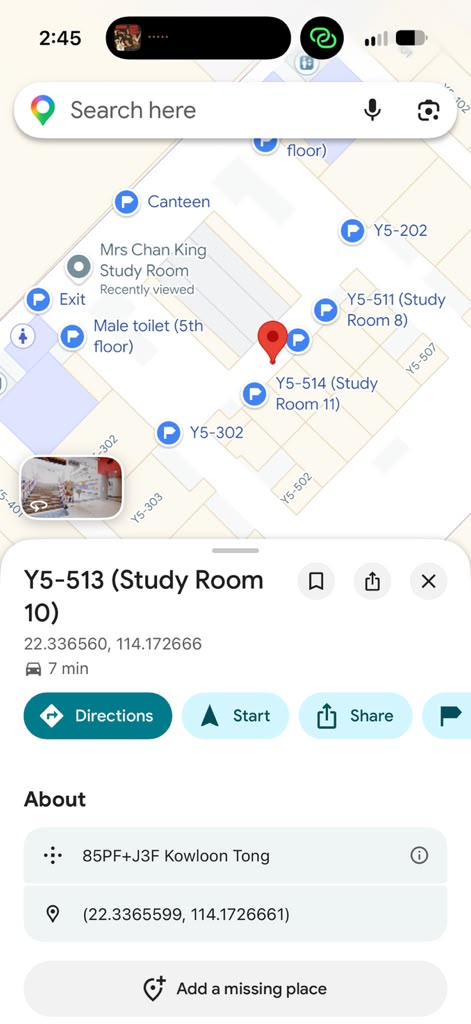 2:45
Search here
floor)
Canteen
Y5-202
Mrs Chan King
Study Room
Recently viewed
Exit
Y5-511 (Study
Room 8)
Male toilet (5th
floor)
Y5-507
Y5-514 (Study
Room 11)
Y5-302
Y5-502
Y5-303
Y5-513 (Study Room
10)
22.336560, 114.172666
7 min
Directions
Start
Share
About
85PF+J3F Kowloon Tong
(22.3365599, 114.1726661)
Add a missing place